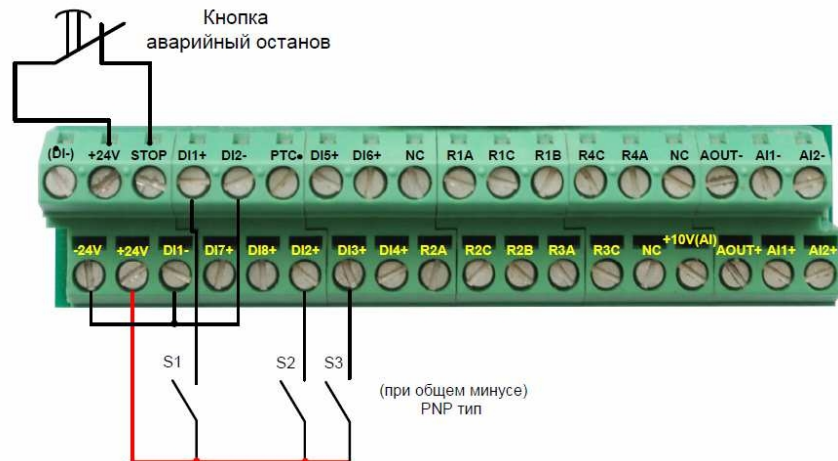 Кнопка
аварийный останов
(DI-) +24V STOP DI1+ DI2- PTC• DI5+ DI6+ NC R1A R1C R1B R4C R4A NC AOUT- AI1- AI2-
-24V +24V DI1- DI7+ DI8+ DI2+ DI3+ DI4+ R2A R2C R2B R3A R3C NC +10V(AI) AOUT+ AI1+ AI2+
S1 S2 S3
(при общем минусе)
PNP тип